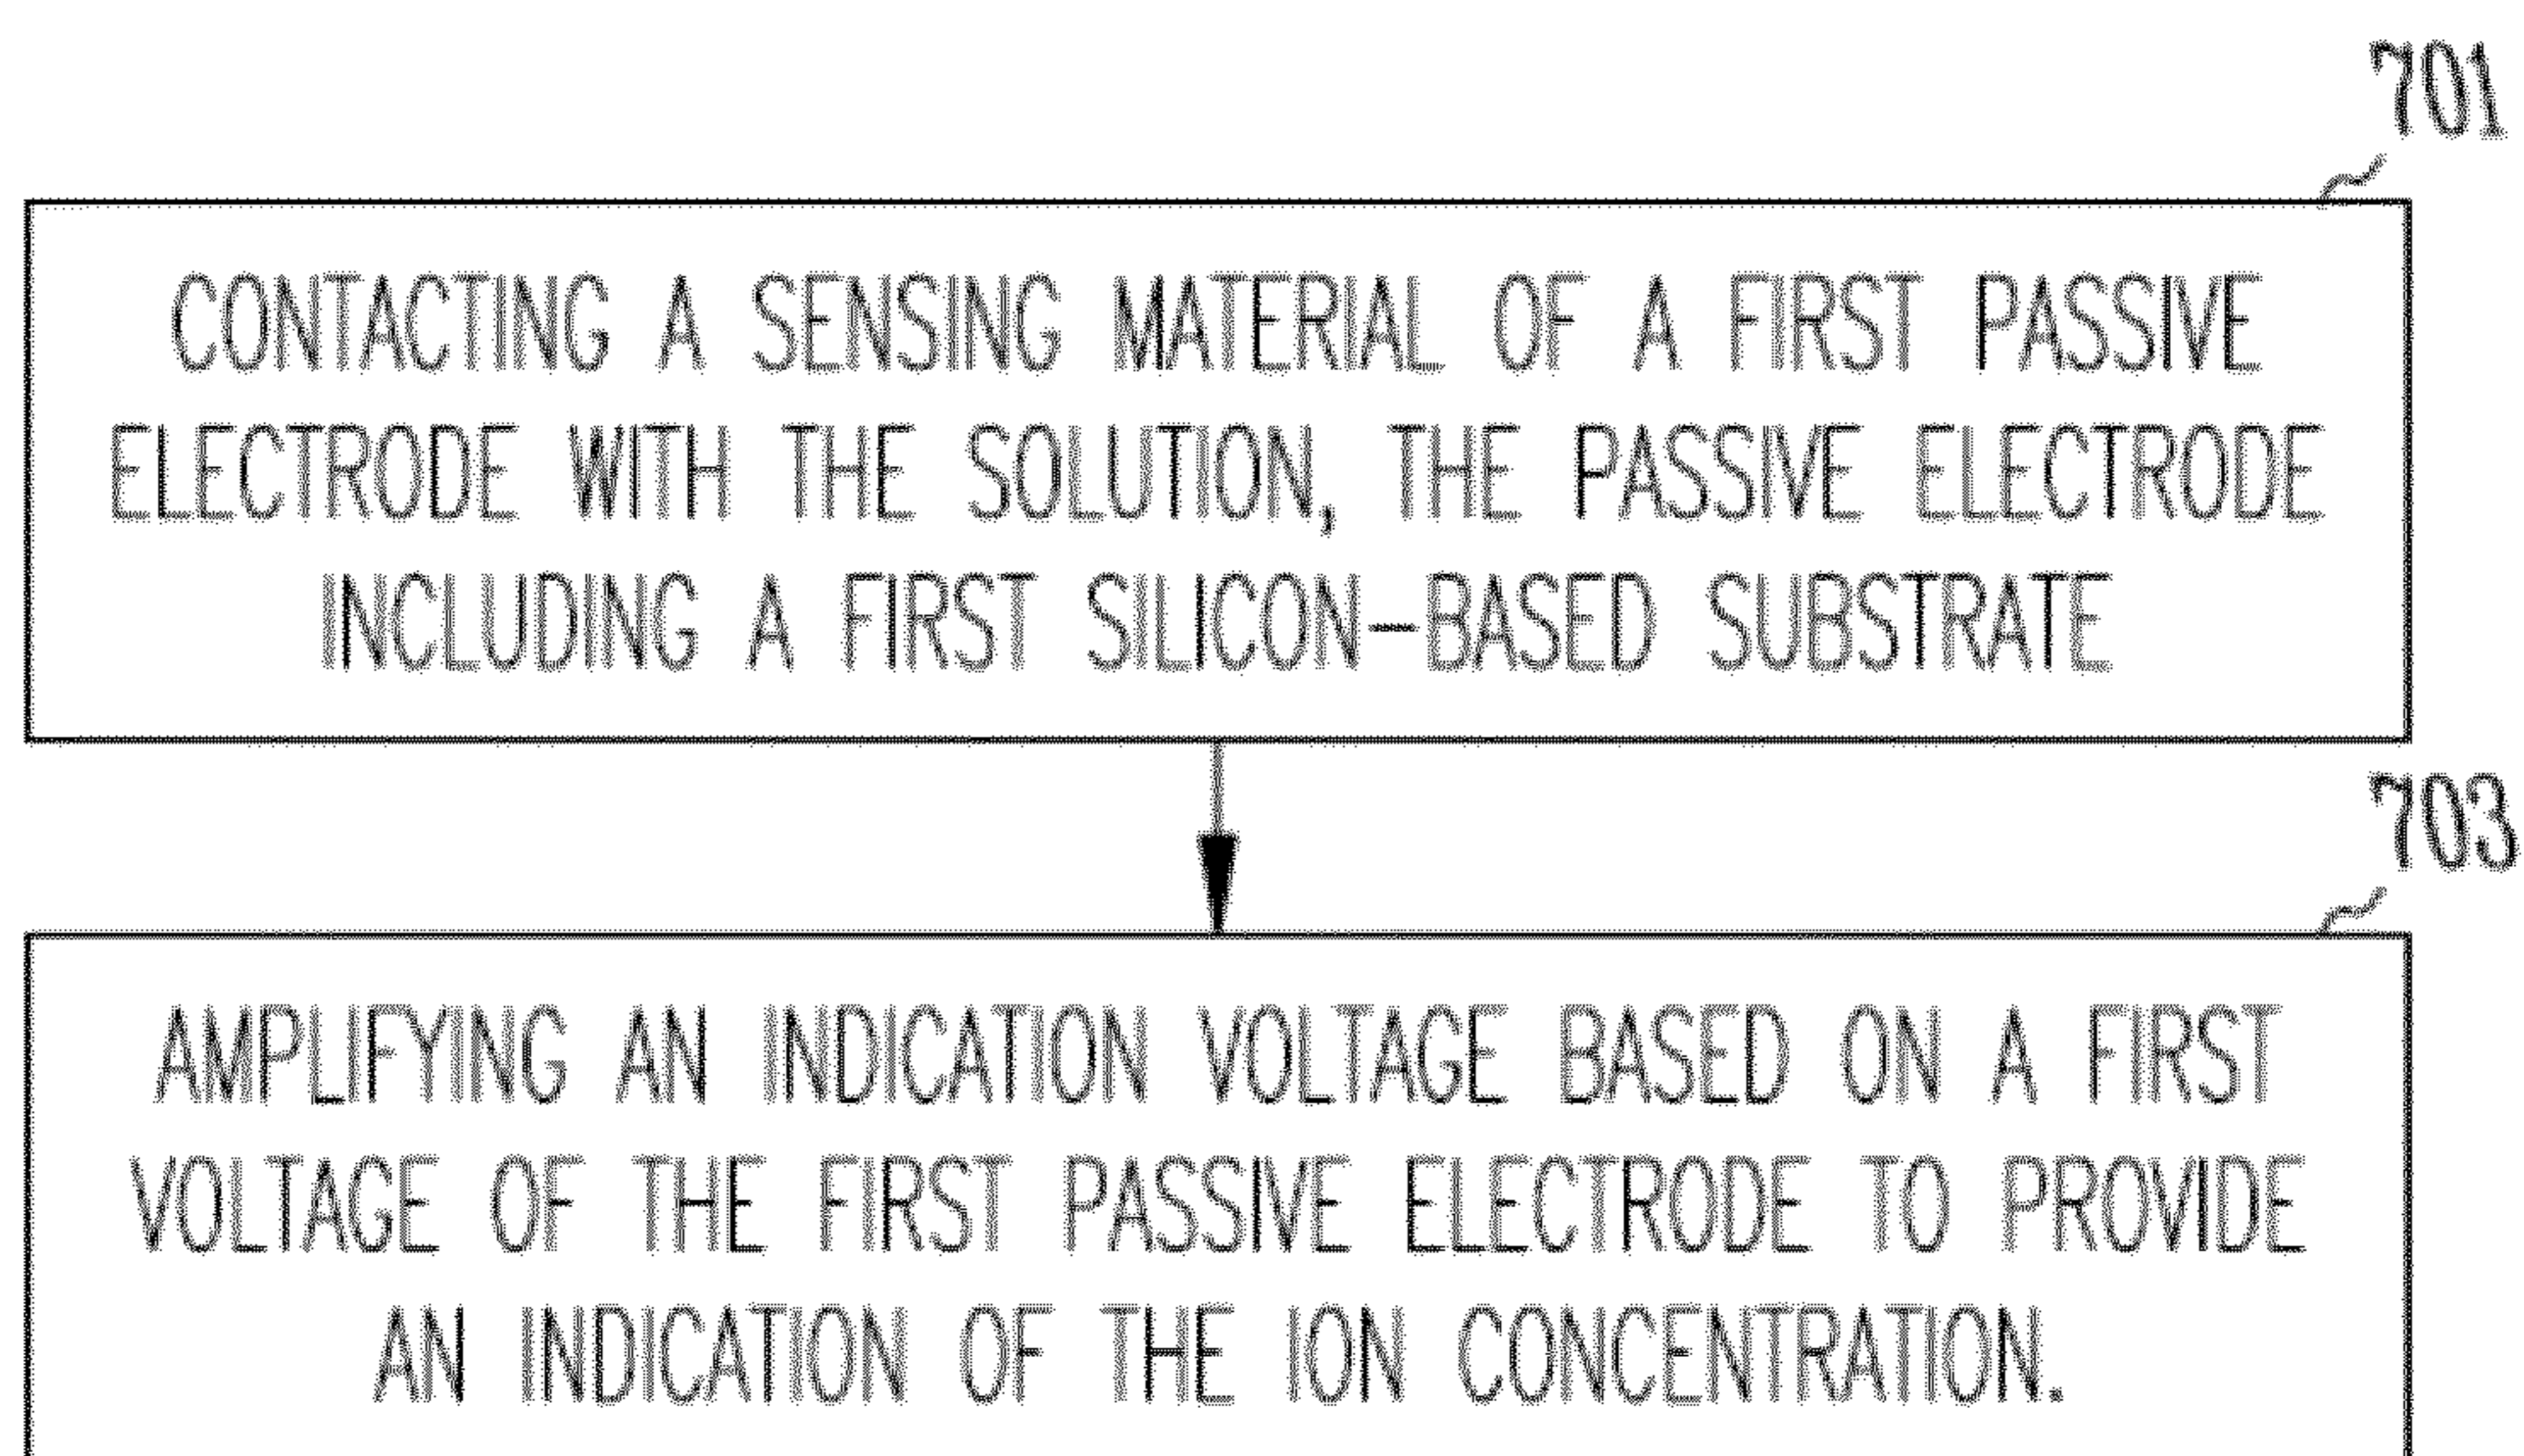 701
CONTACTING A SENSING MATERIAL OF A FIRST PASSIVE
ELECTRODE WITH THE SOLUTION, THE PASSIVE ELECTRODE
INCLUDING A FIRST SILICON-BASED SUBSTRATE
703
AMPLIFYING AN INDICATION VOLTAGE BASED ON A FIRST
VOLTAGE OF THE FIRST PASSIVE ELECTRODE TO PROVIDE
AN INDICATION OF THE ION CONCENTRATION.